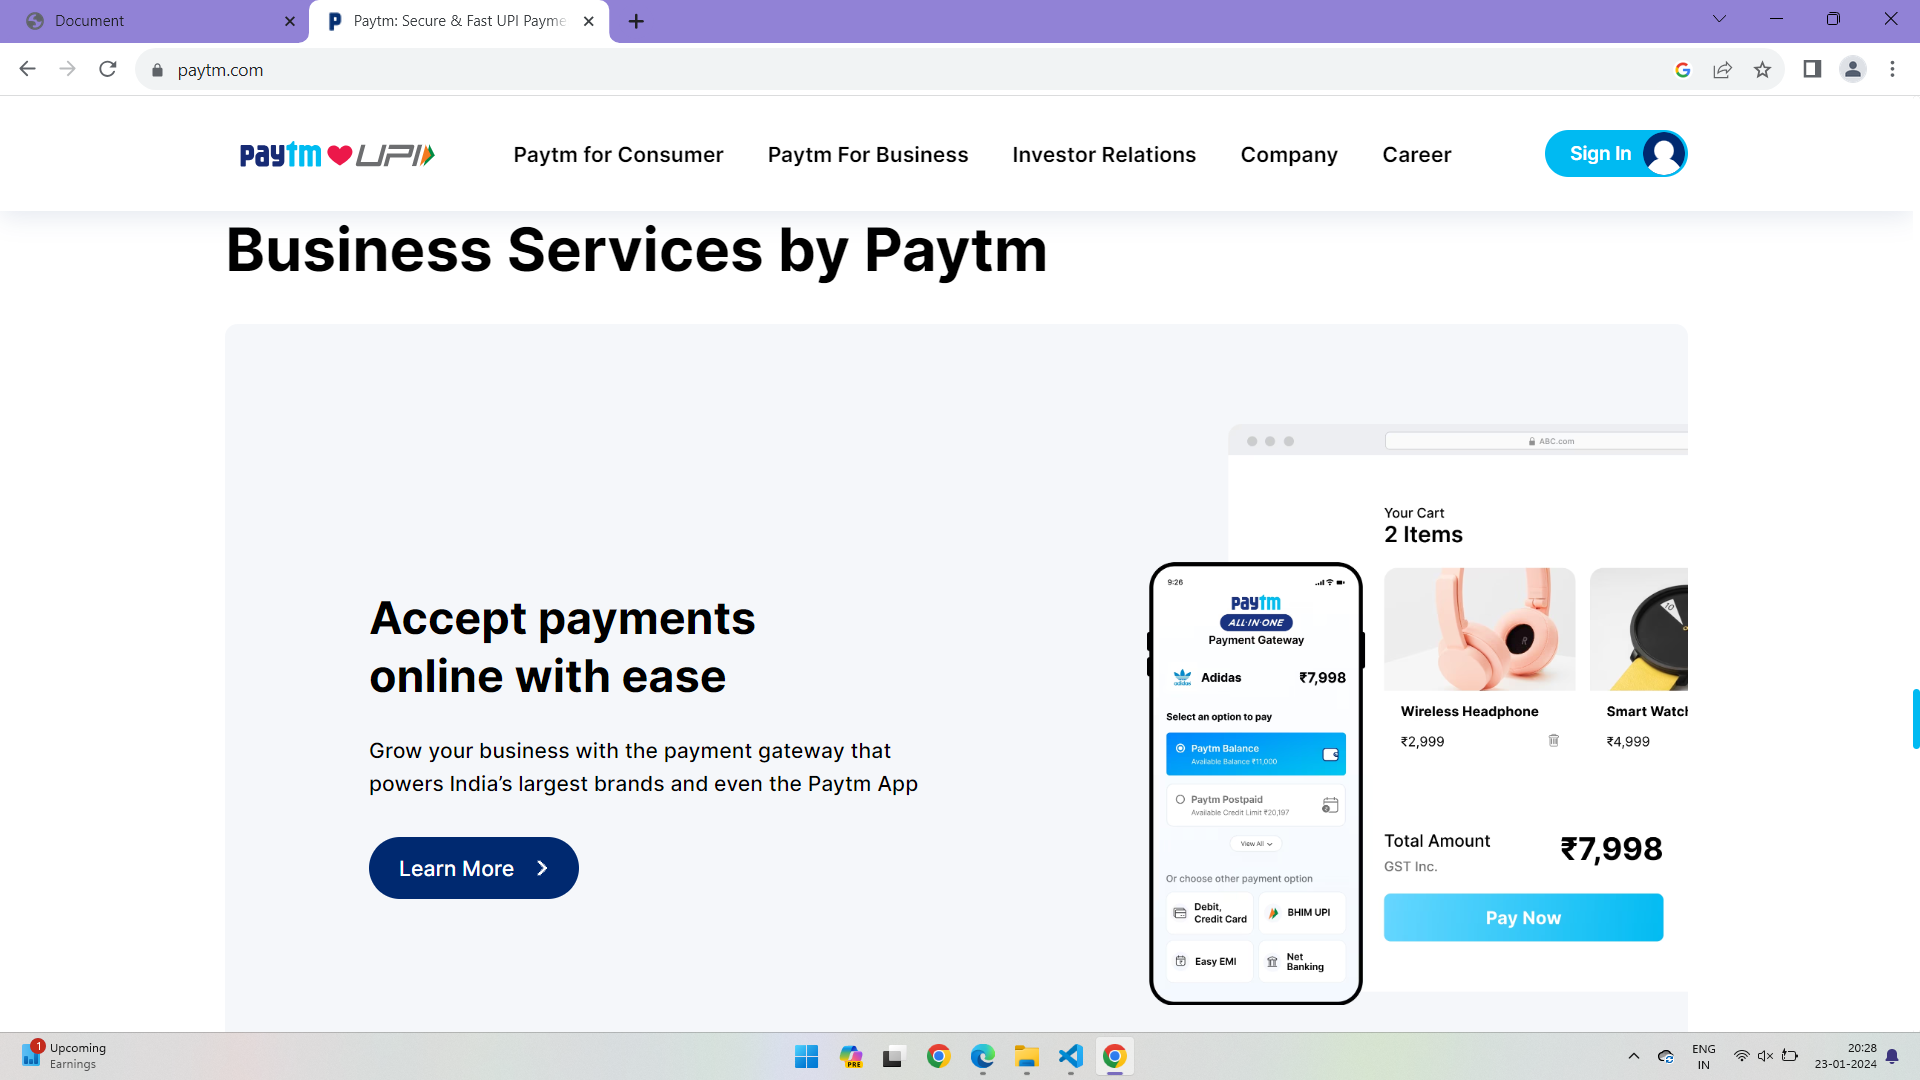 Document
Paytm: Secure & Fast UPI Payme
paytm.com
paytm UPI
Paytm for Consumer
Paytm For Business
Investor Relations
Company
Career
Sign In
Business Services by Paytm
Accept payments
online with ease
Grow your business with the payment gateway that
powers India’s largest brands and even the Paytm App
Learn More
ABC.com
Your Cart
2 Items
Wireless Headphone
₹2,999
Smart Watch
₹4,999
Total Amount
₹7,998
GST Inc.
Pay Now
9:26
paytm
ALL-IN-ONE
Payment Gateway
adidas
Adidas
₹7,998
Select an option to pay
Paytm Balance
Available Balance ₹11,000
Paytm Postpaid
Available Credit Limit ₹20,197
View All
Or choose other payment option
Debit,
Credit Card
BHIM UPI
Easy EMI
Net
Banking
1
Upcoming
Earnings
PRE
ENG
IN
20:28
23-01-2024